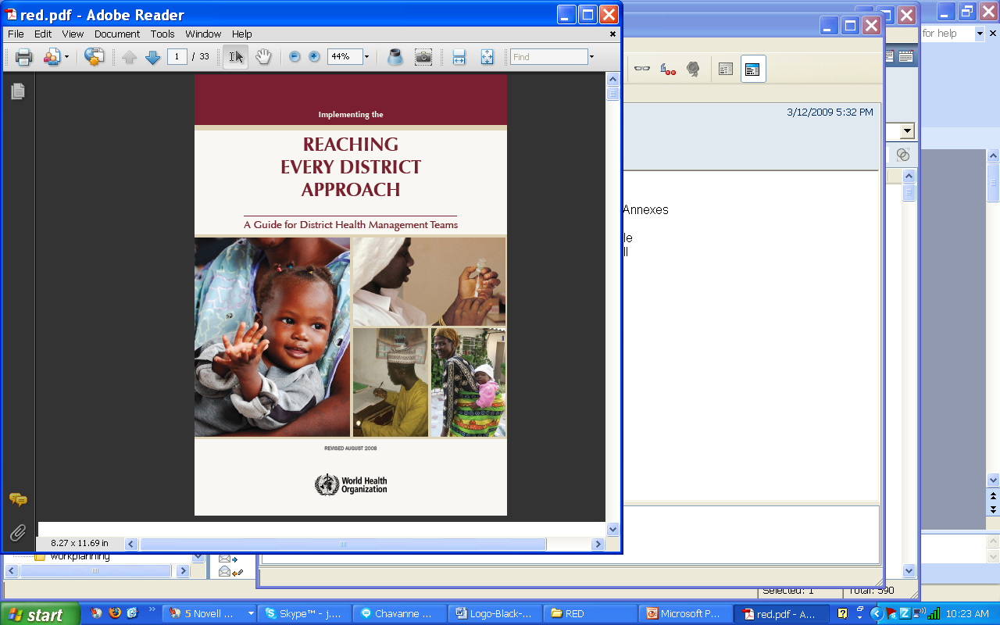 red.pdf - Adobe Reader
File Edit View Document Tools Window Help
1 / 33
44%
Find
Implementing the
REACHING
EVERY DISTRICT
APPROACH
A Guide for District Health Management Teams
REVISED AUGUST 2008
World Health
Organization
8.27 x 11.69 in
for help
3/12/2009 5:32 PM
Annexes
le
ll
workplanning
Selected: 1
Total: 590
start
5 Novell ...
Skype™ - j....
Chavanne ...
Logo-Black-...
RED
Microsoft P...
red.pdf - A...
10:23 AM